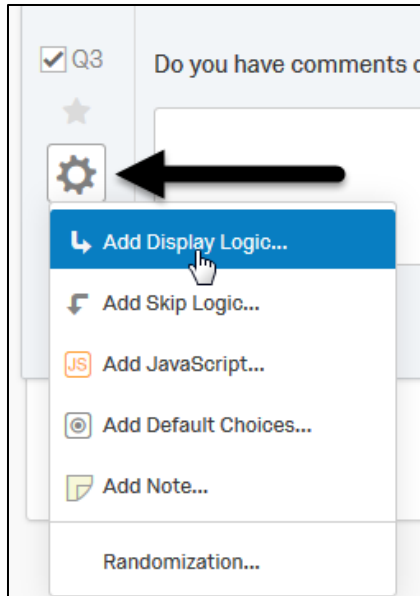 Q3
Do you have comments
Add Display Logic...
Add Skip Logic...
JS Add JavaScript...
Add Default Choices...
Add Note...
Randomization...